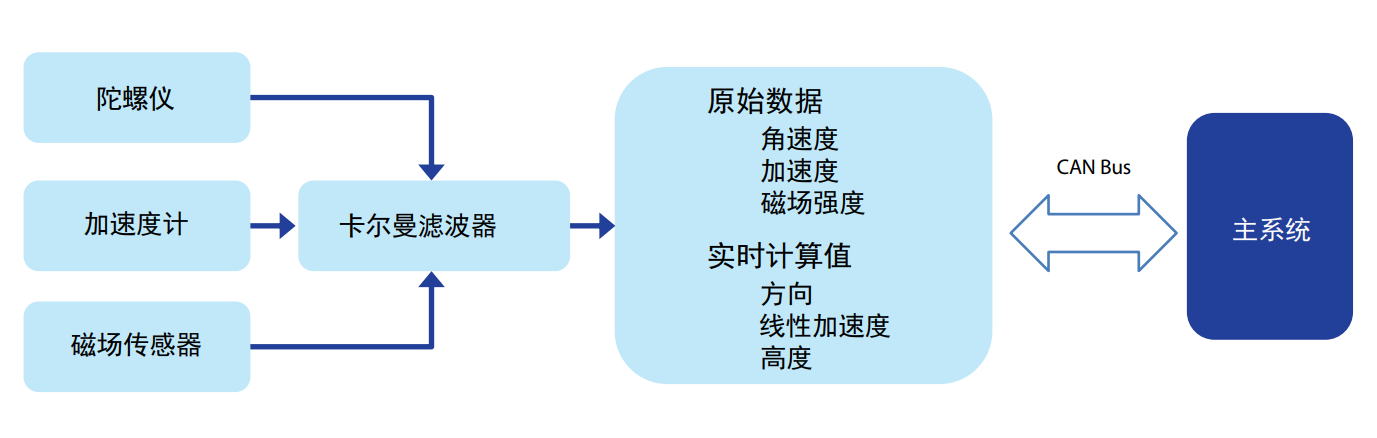 陀螺仪
加速度计
磁场传感器
卡尔曼滤波器
原始数据
角速度
加速度
磁场强度
实时计算值
方向
线性加速度
高度
CAN Bus
主系统